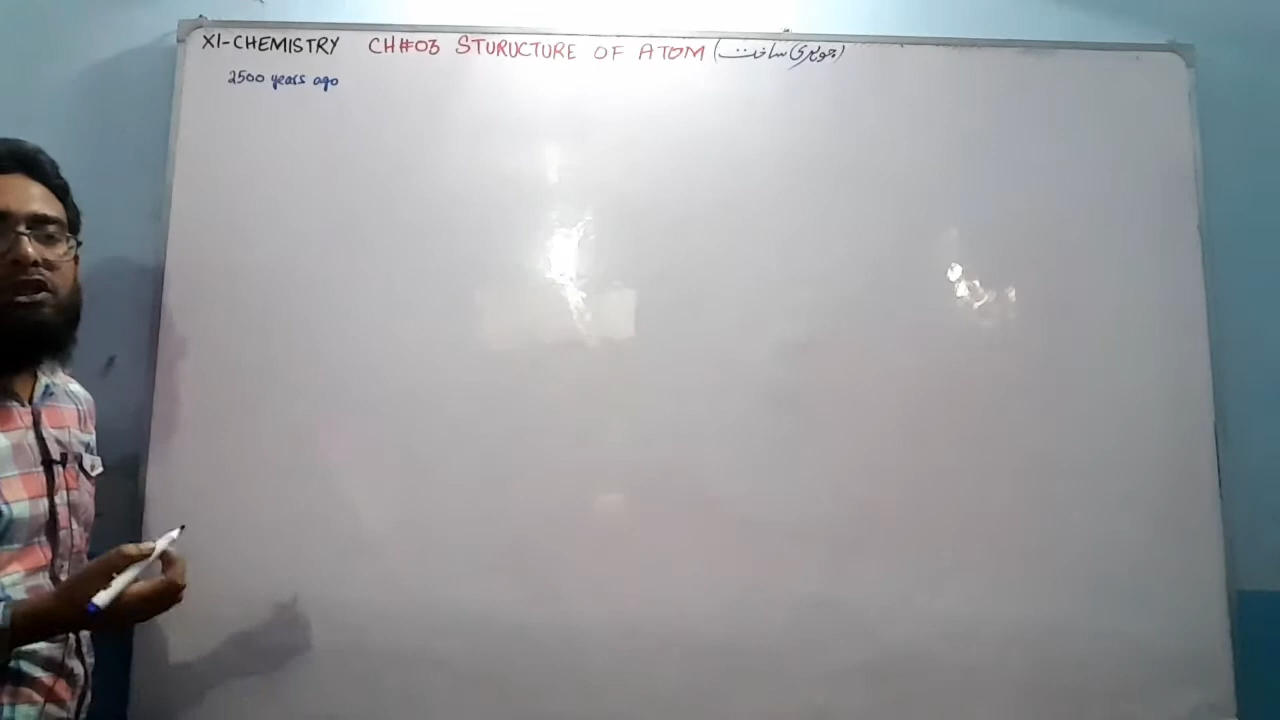 XI-CHEMISTRY CH#03 STURUCTURE OF ATOM (جوہری ساخت)
2500 years ago